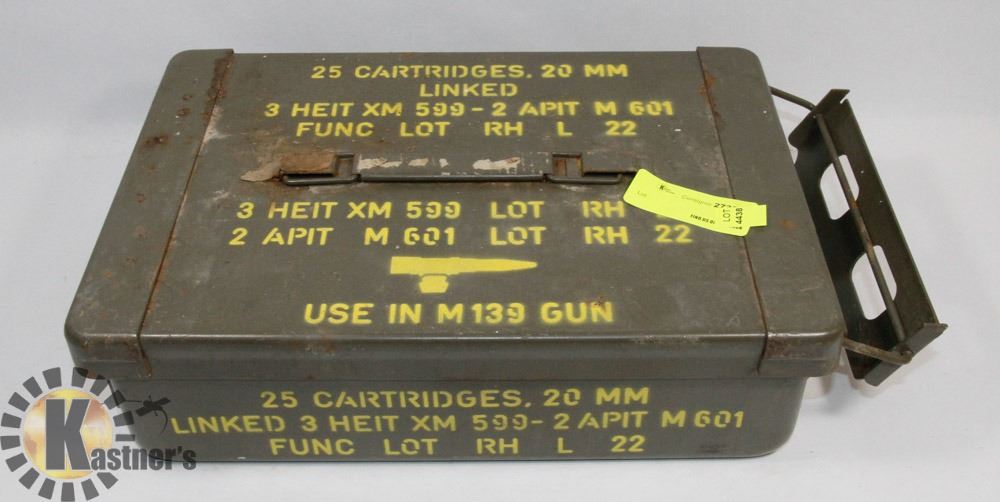 25 CARTRIDGES. 20 MM
LINKED
3 HEIT XM 599-2 APIT M 601
FUNC LOT RH L 22
3 HEIT XM 599 LOT RH
2 APIT M 601 LOT RH 22
USE IN M139 GUN
LOT
4438
25 CARTRIDGES. 20 MM
LINKED 3 HEIT XM 599-2 APIT M 601
FUNC LOT RH L 22
Kastner's